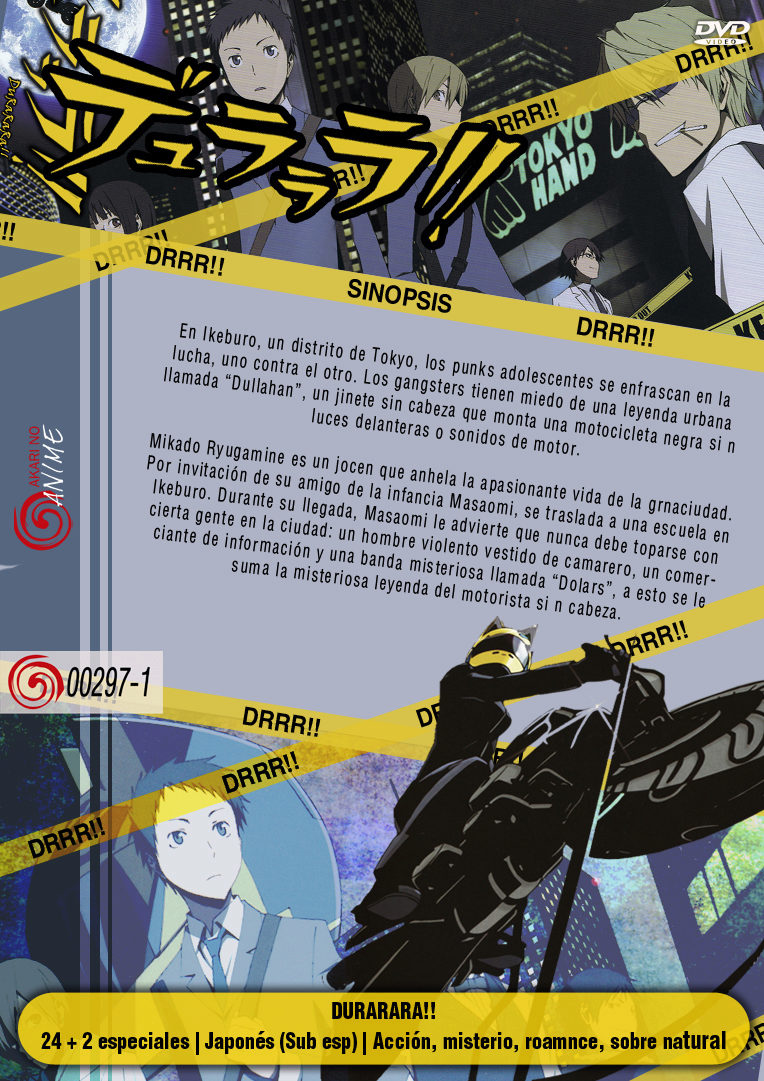 DVD
VIDEO
DRRR!!
DuRaRaRa!!
デュラララ!!
DRRR!!
TOKYO
HAND
R!!
!!
DRRR!!
DRRR!!
SINOPSIS
DRRR!!
En Ikeburo, un distrito de Tokyo, los punks adolescentes se enfrascan en la
lucha, uno contra el otro. Los gangsters tienen miedo de una leyenda urbana
llamada “Dullahan”, un jinete sin cabeza que monta una motocicleta negra si n
luces delanteras o sonidos de motor.
Mikado Ryugamine es un jocen que anhela la apasionante vida de la grnaciudad.
Por invitación de su amigo de la infancia Masaomi, se traslada a una escuela en
Ikeburo. Durante su llegada, Masaomi le advierte que nunca debe toparse con
cierta gente en la ciudad: un hombre violento vestido de camarero, un comer-
ciante de información y una banda misteriosa llamada “Dolars”, a esto se le
suma la misteriosa leyenda del motorista si n cabeza.
AKARI NO
ANIME
00297-1
DRRR!!
DRRR!!
DRRR!!
DRRR!!
DURARARA!!
24 + 2 especiales | Japonés (Sub esp) | Acción, misterio, roamnce, sobre natural